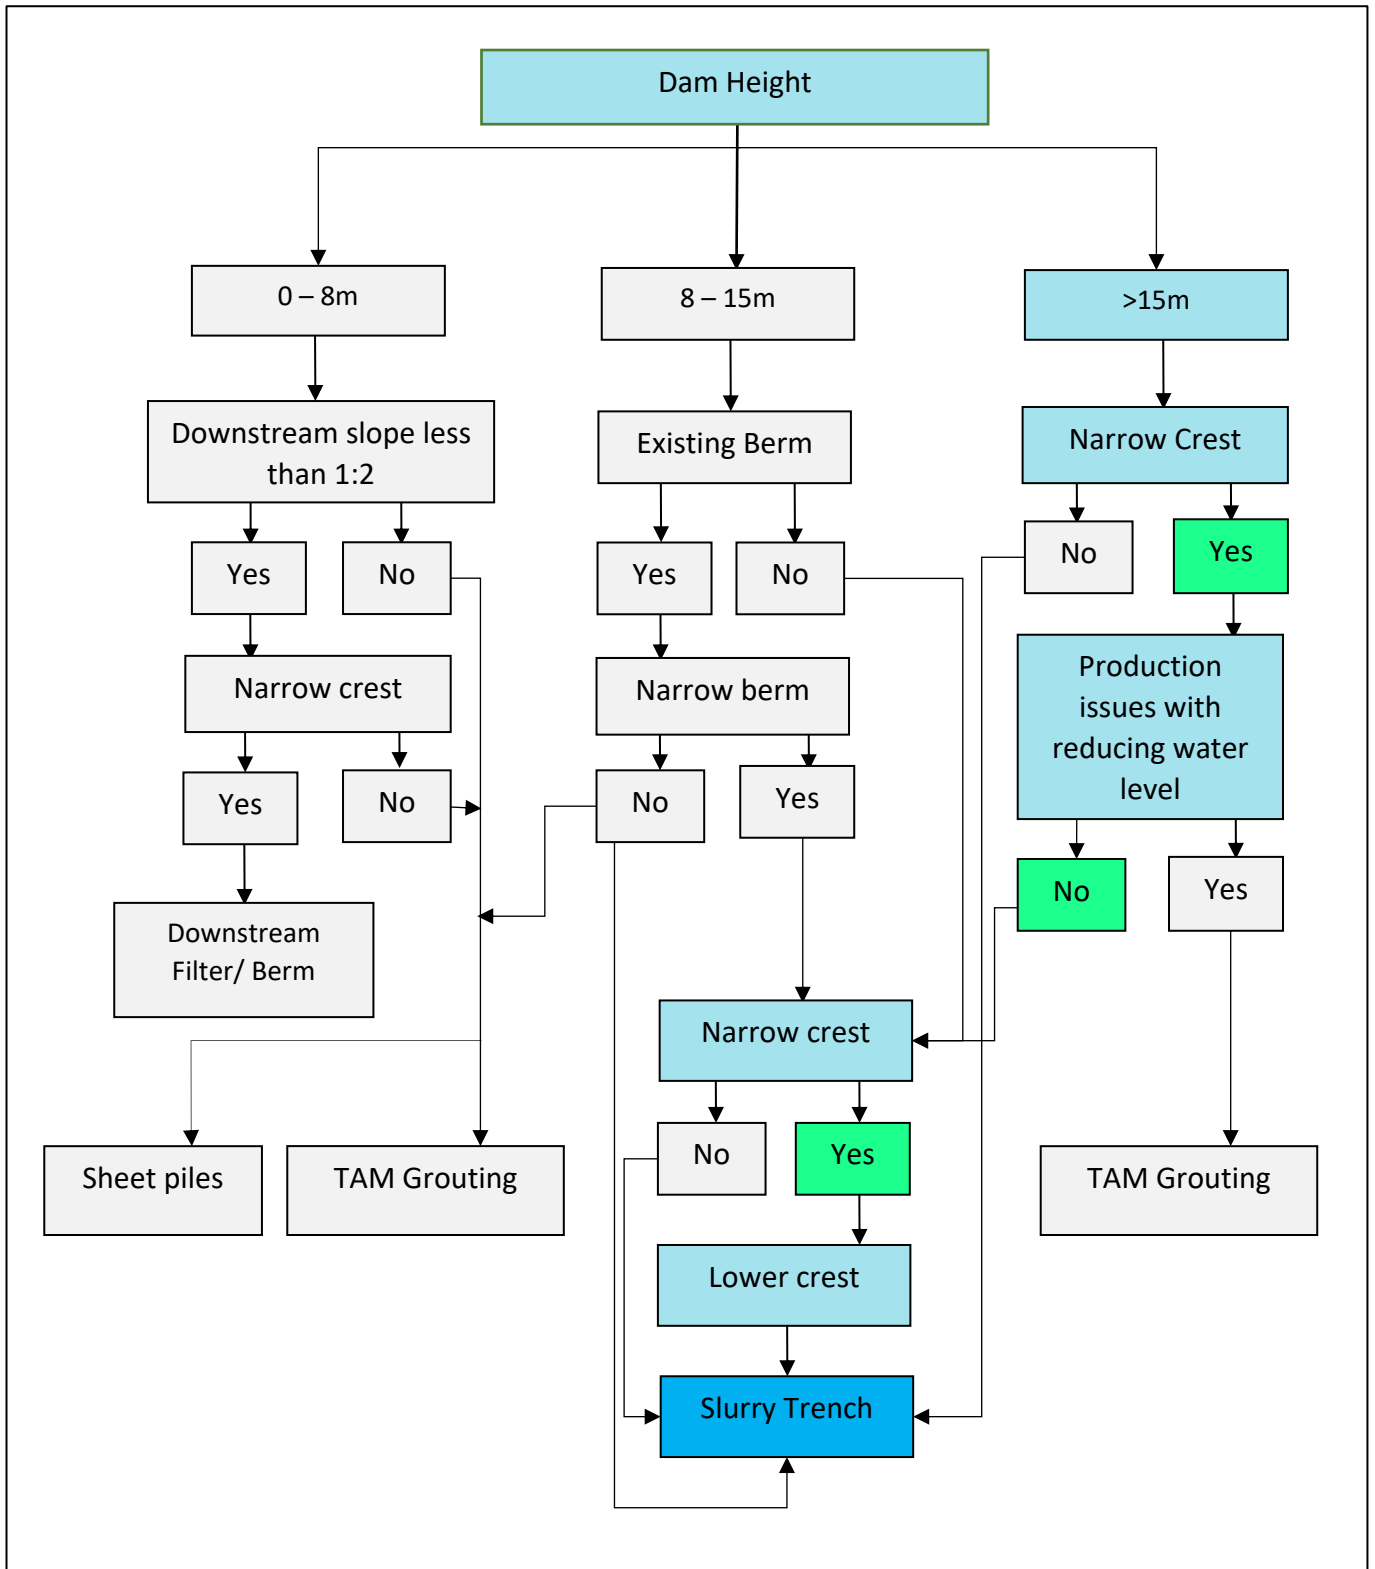 Dam Height
0 – 8m
8 – 15m
>15m
Downstream slope less
than 1:2
Existing Berm
Narrow Crest
Yes
No
Yes
No
No
Yes
Narrow crest
Narrow berm
Production
issues with
reducing water
level
Yes
No
No
Yes
No
Yes
Downstream
Filter/ Berm
Narrow crest
No
Yes
Sheet piles
TAM Grouting
TAM Grouting
Lower crest
Slurry Trench